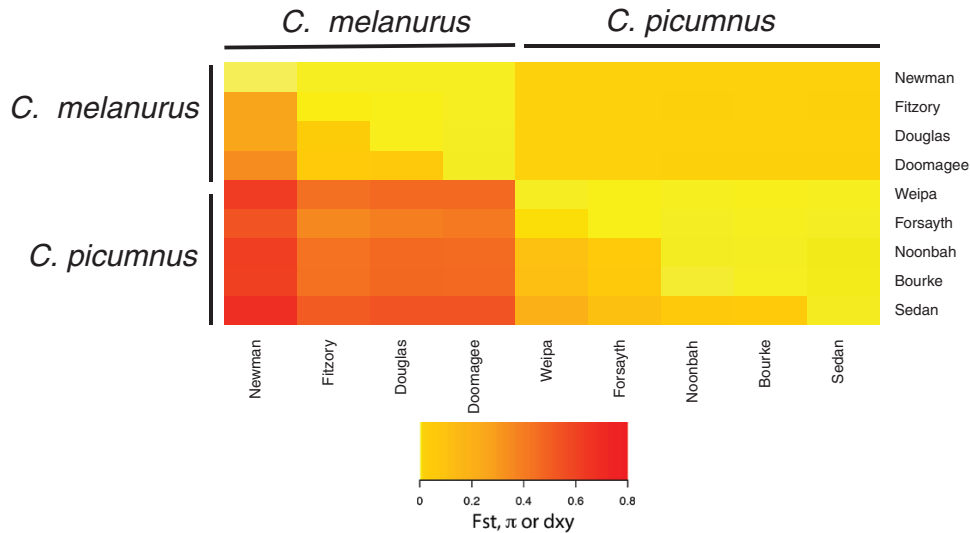 C. melanurus
C. picumnus
C. melanurus
C. picumnus
Newman
Fitzory
Douglas
Doomagee
Weipa
Forsayth
Noonbah
Bourke
Sedan
Newman
Fitzory
Douglas
Doomagee
Weipa
Forsayth
Noonbah
Bourke
Sedan
0 0.2 0.4 0.6 0.8
Fst, π or dxy